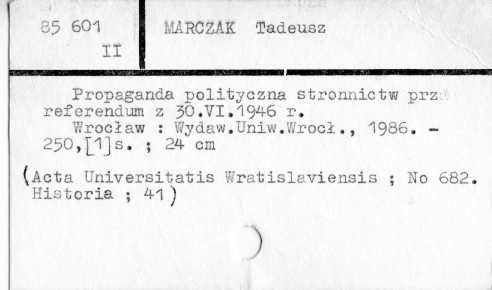 85 601
II
MARCZAK Tadeusz
Propaganda polityczna stronnictw prz
referendum z 30.VI.1946 r.
Wrocław : Wydaw.Uniw.Wrocł., 1986. -
250,[1]s. ; 24 cm
(Acta Universitatis Wratislaviensis ; No 682.
Historia ; 41)